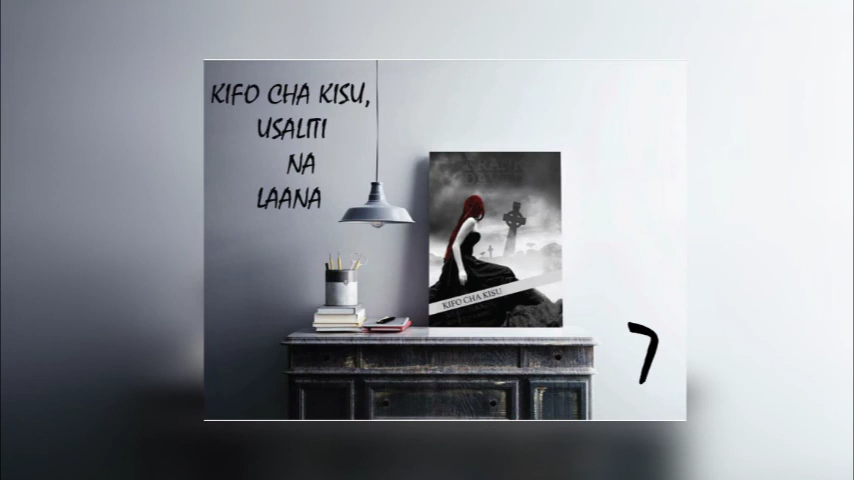 KIFO CHA KISU,
USALITI
NA
LAANA
KIFO CHA KISU
7